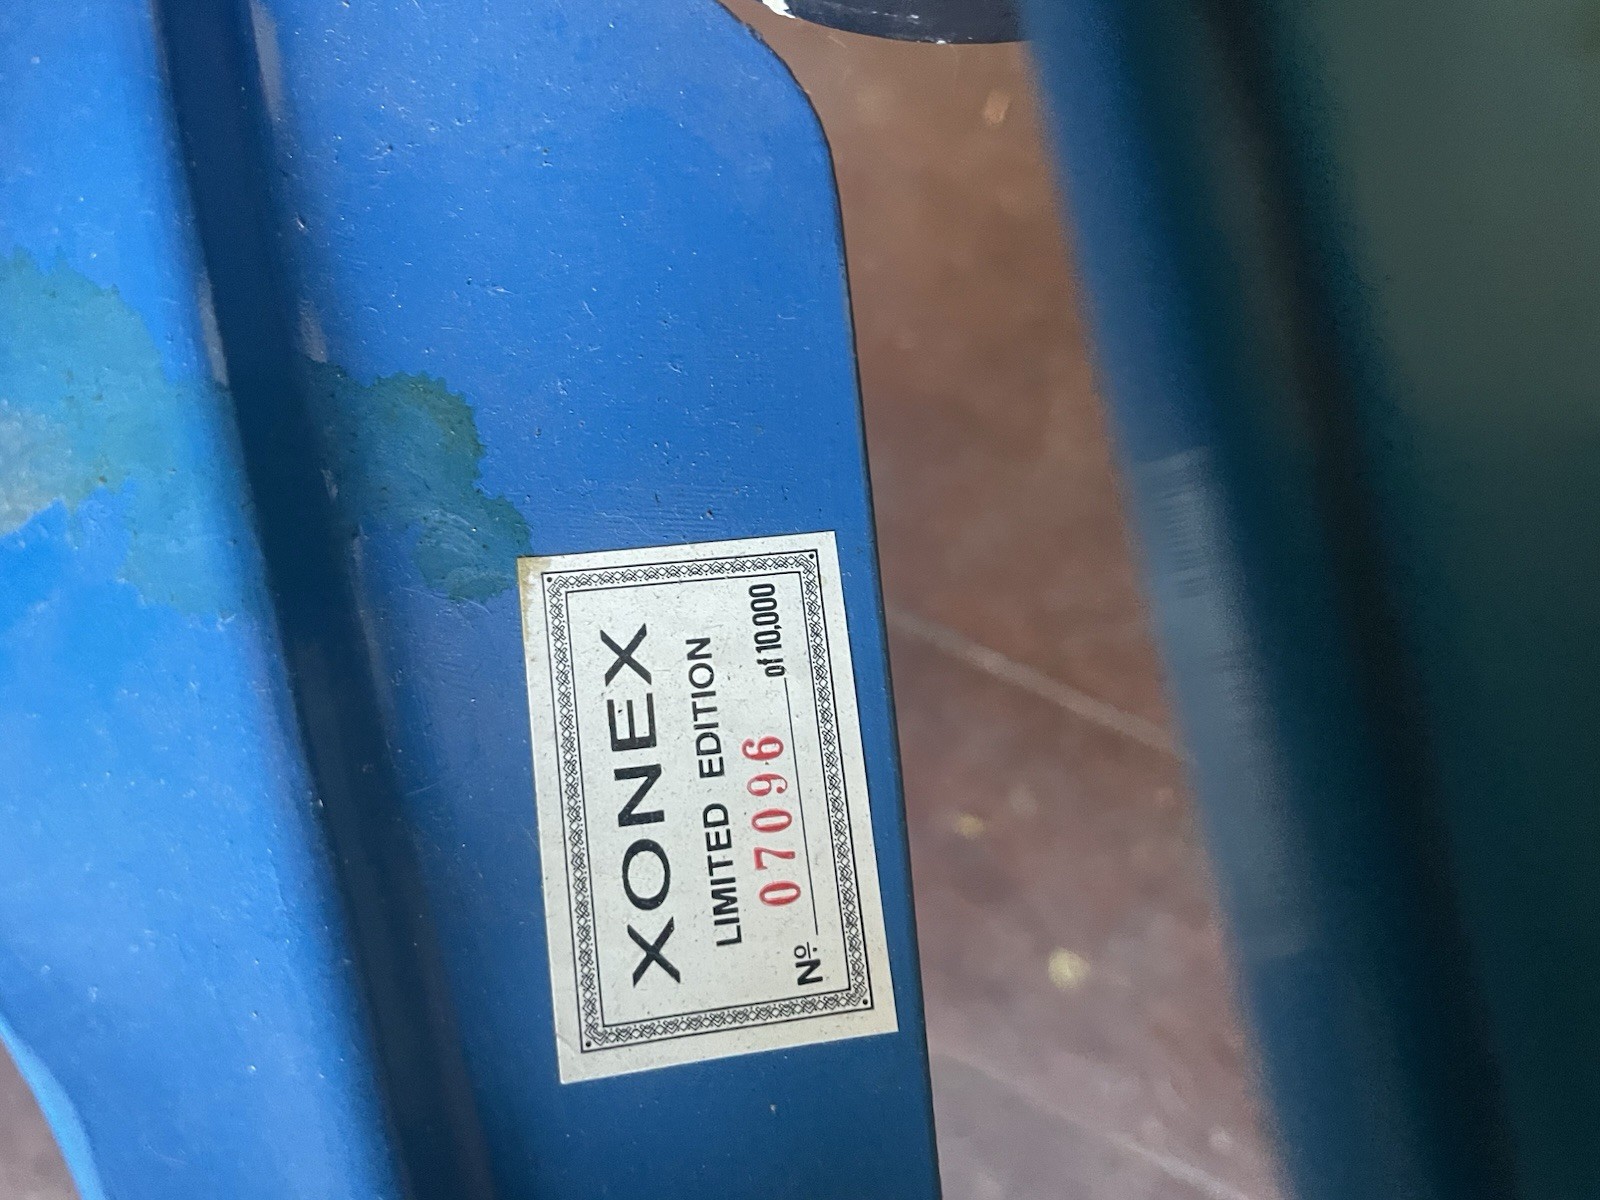 XONEX
LIMITED EDITION
Nº. 07096 of 10,000